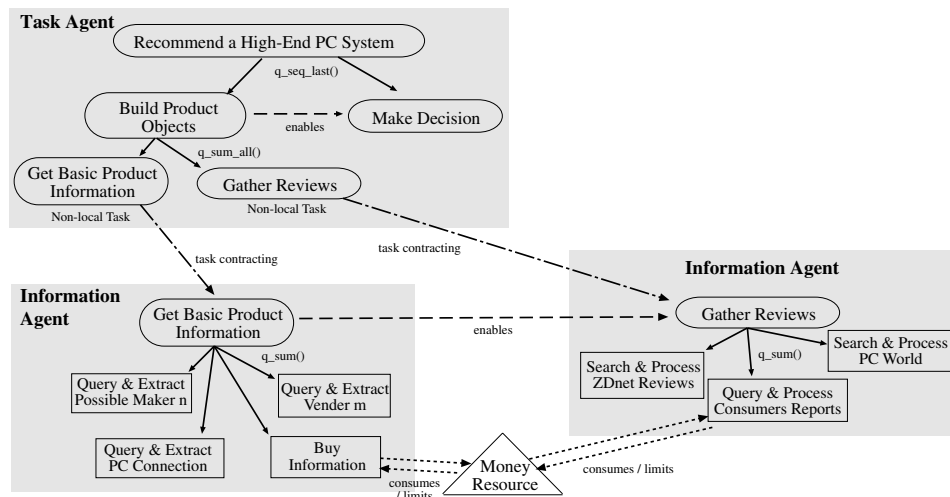 Task Agent
Recommend a High-End PC System
q_seq_last()
Build Product
Objects
enables
Make Decision
q_sum_all()
Get Basic Product
Information
Gather Reviews
Non-local Task
Non-local Task
task contracting
task contracting
Information
Agent
Get Basic Product
Information
enables
q_sum()
Query & Extract
Possible Maker n
Query & Extract
Vender m
Query & Extract
PC Connection
Buy
Information
Information Agent
Gather Reviews
Search & Process
PC World
q_sum()
Search & Process
ZDnet Reviews
Query & Process
Consumers Reports
Money
Resource
consumes
/ limits
consumes / limits